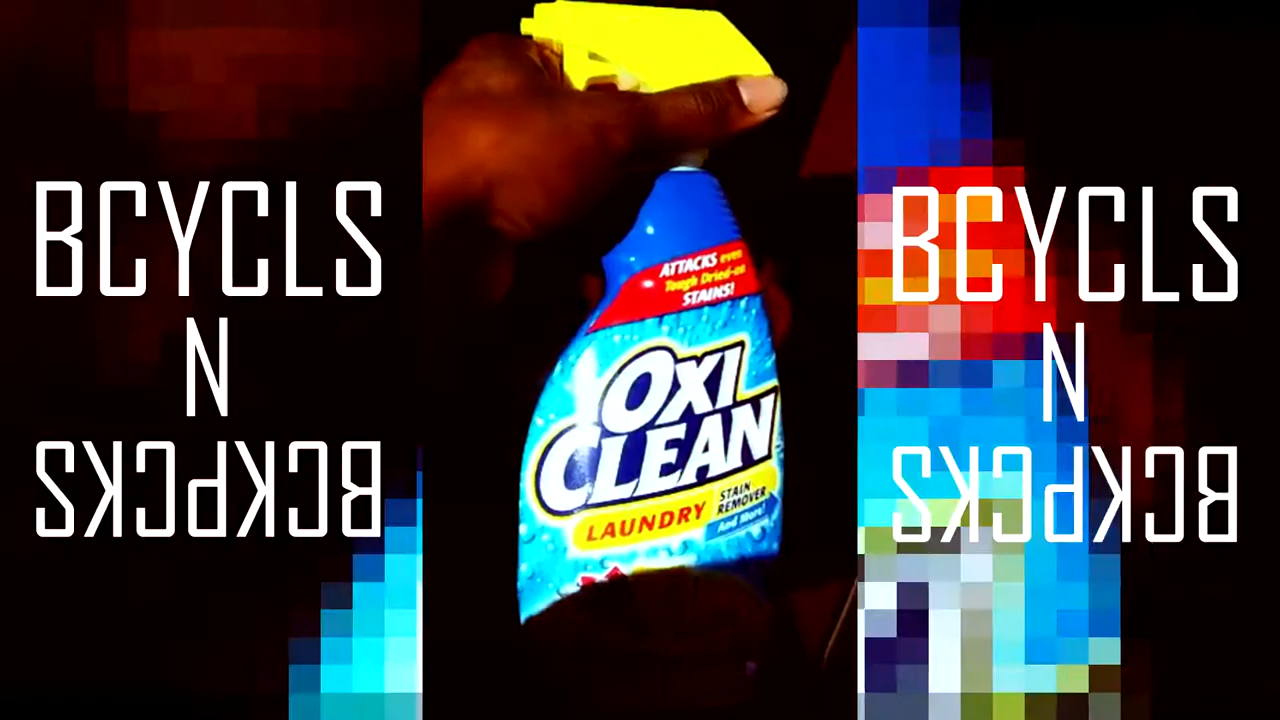 BCYCLS
N
BCKPCKS
ATTACKS even
Tough Dried-on
STAINS!
OXI
CLEAN
LAUNDRY
STAIN
REMOVER
And More!
BCYCLS
N
BCKPCKS